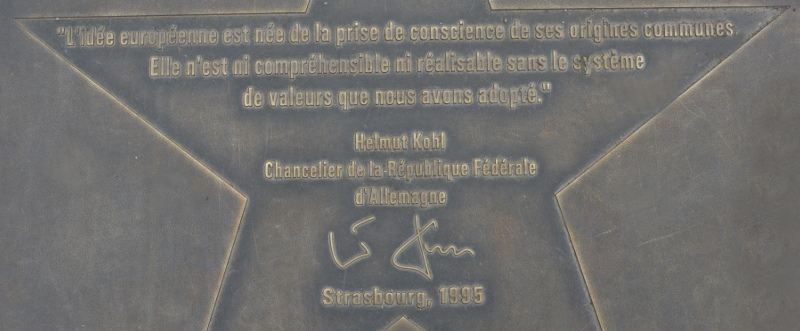 "L'idée européenne est née de la prise de conscience de ses origines communes.
Elle n'est ni compréhensible ni réalisable sans le système
de valeurs que nous avons adopté."
Helmut Kohl
Chancelier de la République Fédérale
d'Allemagne
Strasbourg, 1995